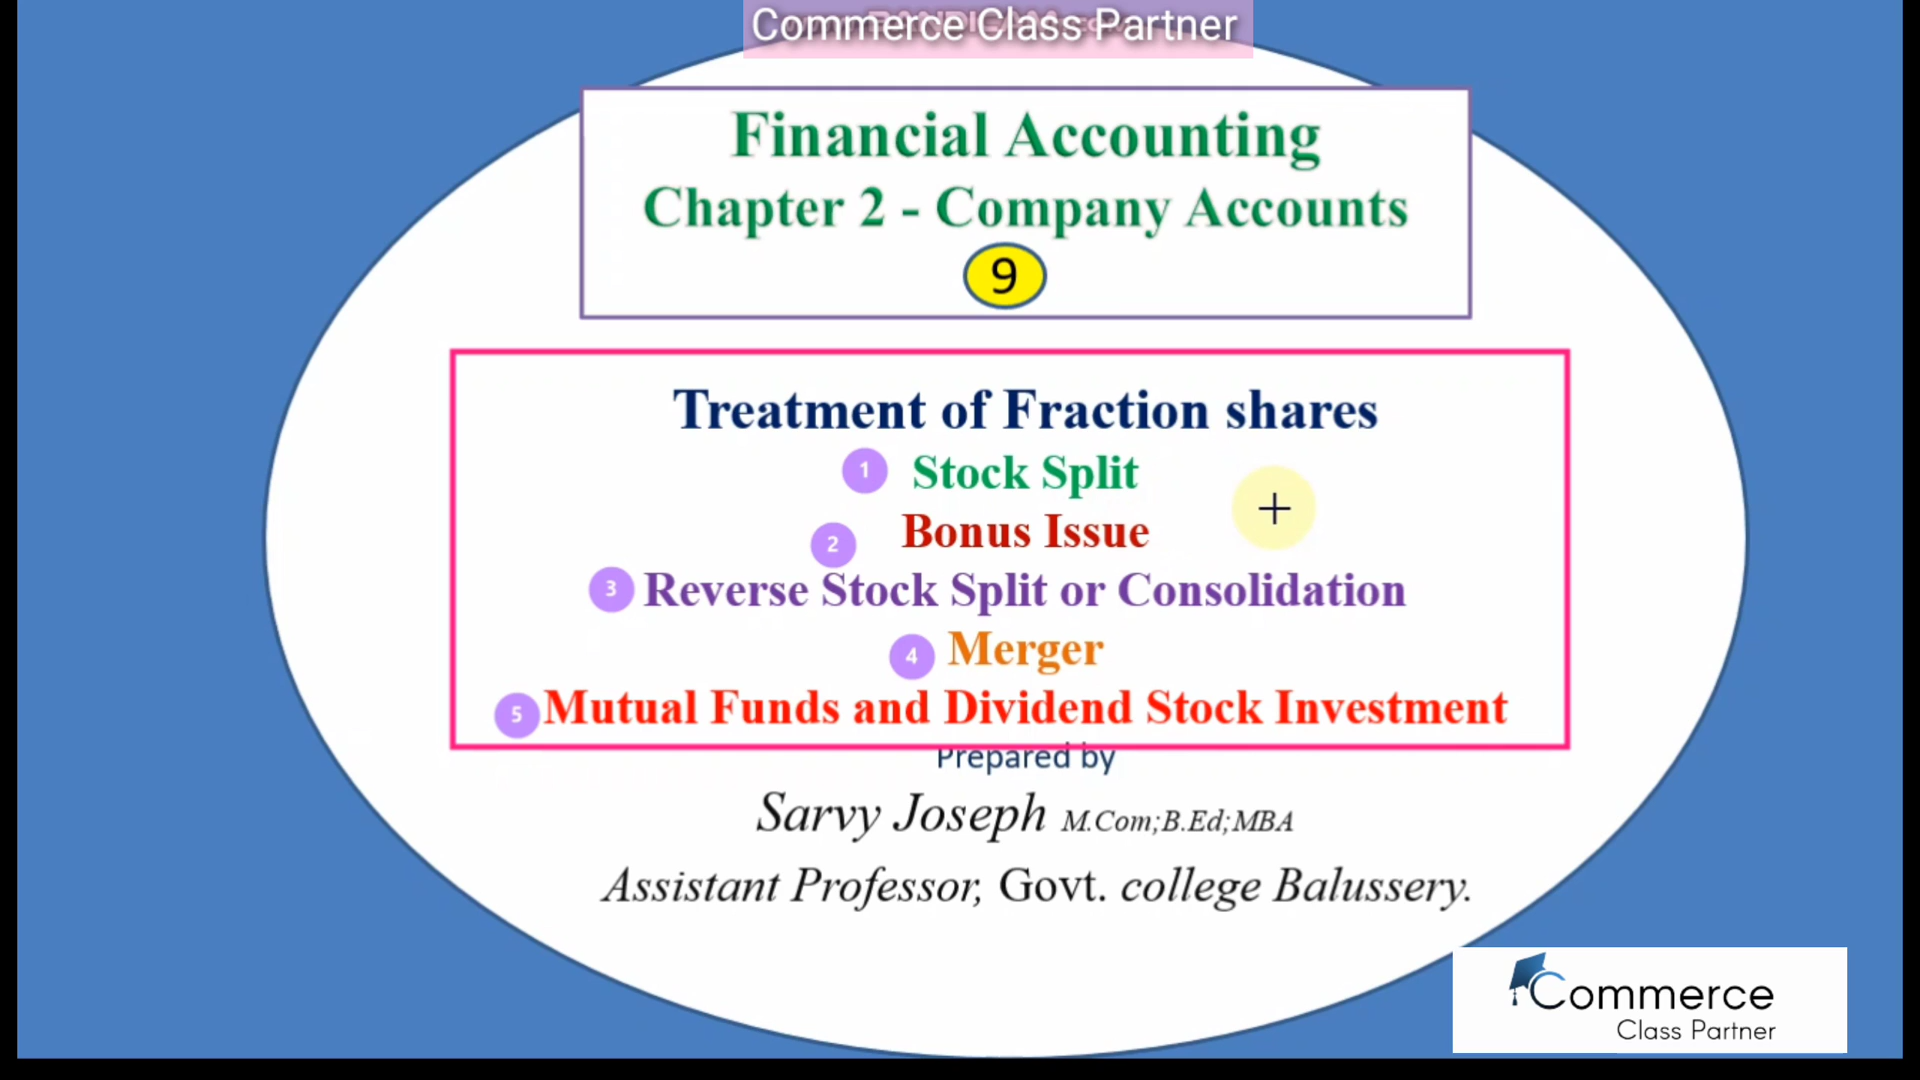 Commerce Class Partner
Financial Accounting
Chapter 2 - Company Accounts
9
Treatment of Fraction shares
1 Stock Split
2 Bonus Issue
3 Reverse Stock Split or Consolidation
4 Merger
5 Mutual Funds and Dividend Stock Investment
Prepared by
Sarvy Joseph M.Com;B.Ed;MBA
Assistant Professor, Govt. college Balussery.
Commerce
Class Partner